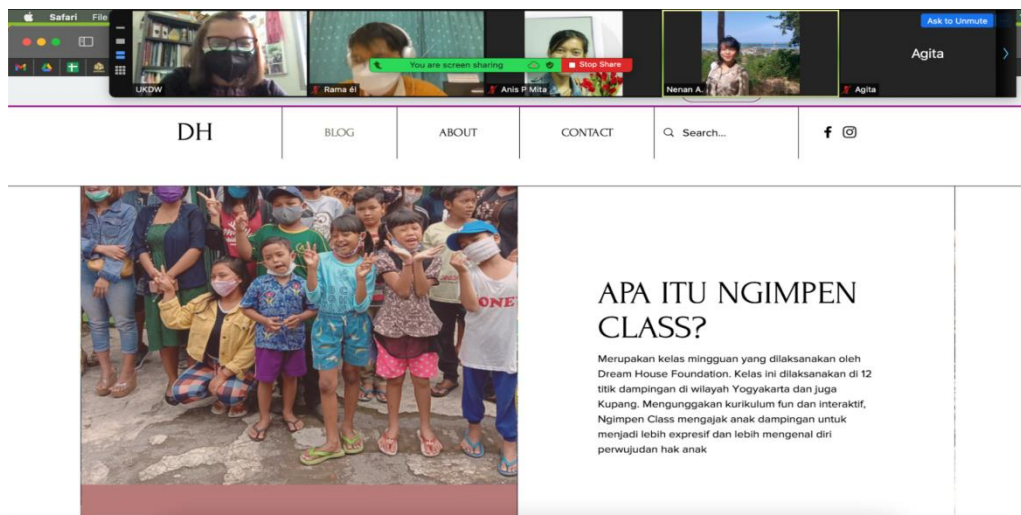 Safari File
Ask to Unmute
Agita
You are screen sharing
Stop Share
UKDW
Rama él
Anis P Mita
Nenan A.
Agita
DH
BLOG
ABOUT
CONTACT
Search...
ONE
APA ITU NGIMPEN
CLASS?
Merupakan kelas mingguan yang dilaksanakan oleh
Dream House Foundation. Kelas ini dilaksanakan di 12
titik dampingan di wilayah Yogyakarta dan juga
Kupang. Mengunggakan kurikulum fun dan interaktif,
Ngimpen Class mengajak anak dampingan untuk
menjadi lebih expresif dan lebih mengenal diri
perwujudan hak anak